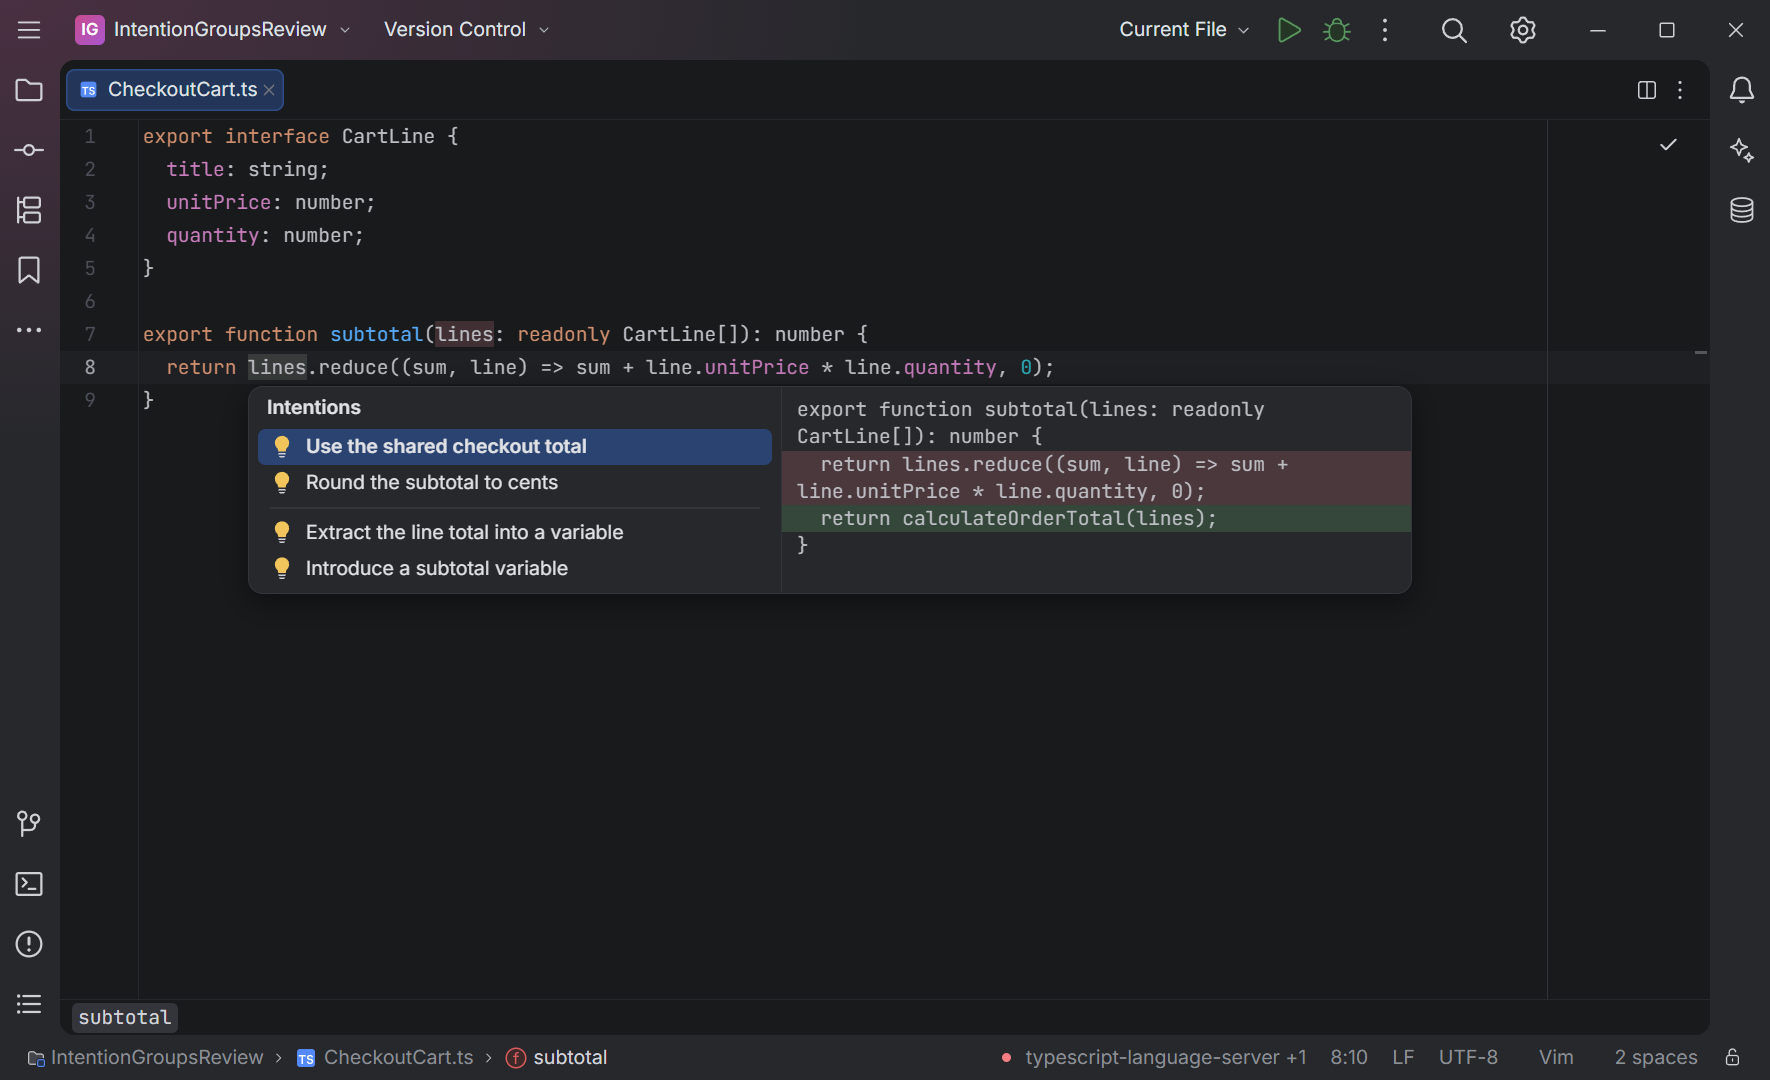 IG IntentionGroupsReview Version Control Current File
TS CheckoutCart.ts
1 export interface CartLine {
2 title: string;
3 unitPrice: number;
4 quantity: number;
5 }
6
7 export function subtotal(lines: readonly CartLine[]): number {
8 return lines.reduce((sum, line) => sum + line.unitPrice * line.quantity, 0);
9 }
Intentions
Use the shared checkout total
Round the subtotal to cents
Extract the line total into a variable
Introduce a subtotal variable
export function subtotal(lines: readonly
CartLine[]): number {
return lines.reduce((sum, line) => sum +
line.unitPrice * line.quantity, 0);
return calculateOrderTotal(lines);
}
subtotal
IntentionGroupsReview › TS CheckoutCart.ts › f subtotal typescript-language-server +1 8:10 LF UTF-8 Vim 2 spaces